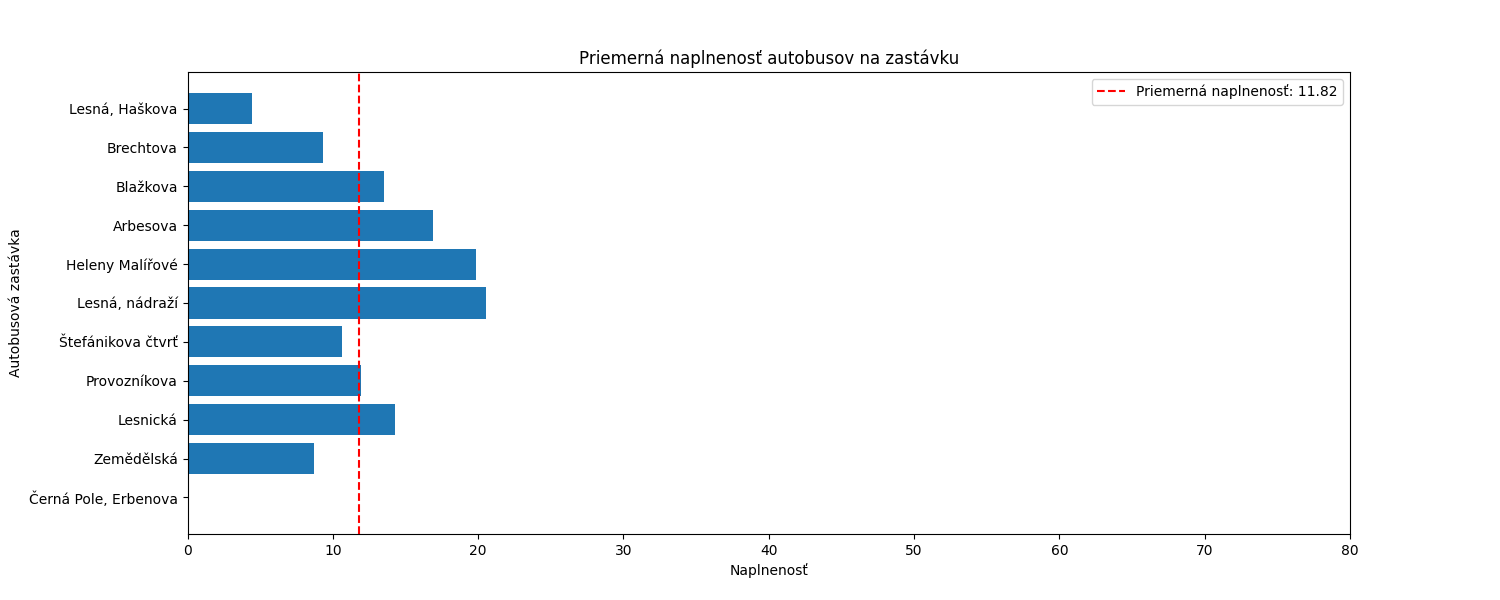 Priemerná naplnenosť autobusov na zastávku
Priemerná naplnenosť: 11.82
Autobusová zastávka
Lesná, Haškova
Brechtova
Blažkova
Arbesova
Heleny Malířové
Lesná, nádraží
Štefánikova čtvrť
Provozníkova
Lesnická
Zemědělská
Černá Pole, Erbenova
0 10 20 30 40 50 60 70 80
Naplnenosť